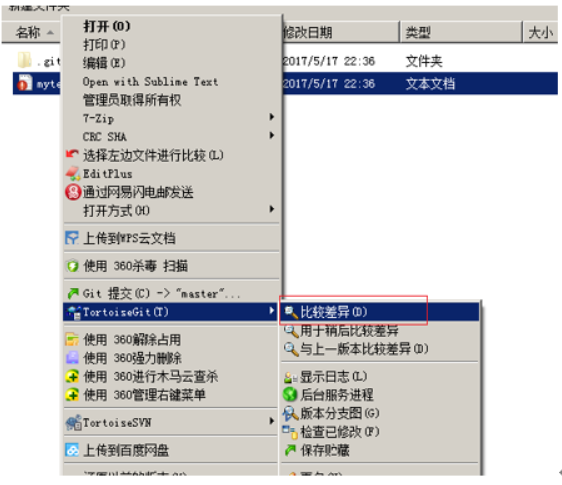 新建文件夹
名称
修改日期
类型
大小
.git
2017/5/17 22:36
文件夹
myte
2017/5/17 22:36
文本文档
打开(O)
打印(P)
编辑(E)
Open with Sublime Text
管理员取得所有权
7-Zip
CRC SHA
选择左边文件进行比较(L)
EditPlus
通过网易闪电邮发送
打开方式(H)
上传到WPS云文档
使用 360杀毒 扫描
Git 提交(C) -> "master"...
TortoiseGit(T)
使用 360解除占用
使用 360强力删除
使用 360进行木马云查杀
使用 360管理右键菜单
TortoiseSVN
上传到百度网盘
比较差异(D)
用于稍后比较差异
与上一版本比较差异(D)
显示日志(L)
后台服务进程
版本分支图(G)
检查已修改(F)
保存贮藏